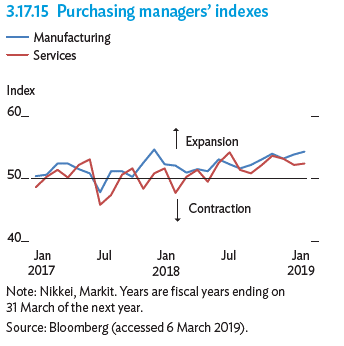 3.17.15 Purchasing managers' indexes
Manufacturing
Services
Index
60
Expansion
50
Contraction
40
Jan Jul Jan Jul Jan
2017 2018 2019
Note: Nikkei, Markit. Years are fiscal years ending on
31 March of the next year.
Source: Bloomberg (accessed 6 March 2019).